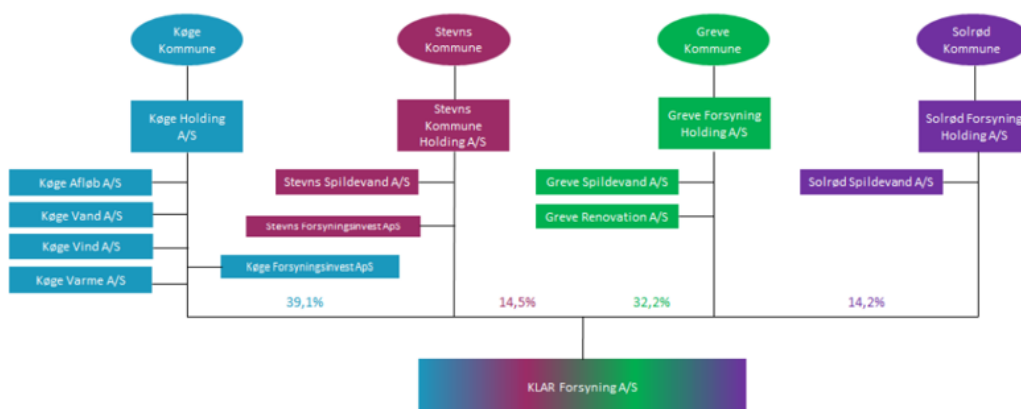 Køge
Kommune
Stevns
Kommune
Greve
Kommune
Solrød
Kommune
Køge Holding
A/S
Stevns
Kommune
Holding A/S
Greve Forsyning
Holding A/S
Solrød Forsyning
Holding A/S
Køge Afløb A/S
Stevns Spildevand A/S
Greve Spildevand A/S
Solrød Spildevand A/S
Køge Vand A/S
Stevns Forsyningsinvest ApS
Greve Renovation A/S
Køge Vind A/S
Køge Forsyningsinvest ApS
Køge Varme A/S
39,1%
14,5%
32,2%
14,2%
KLAR Forsyning A/S